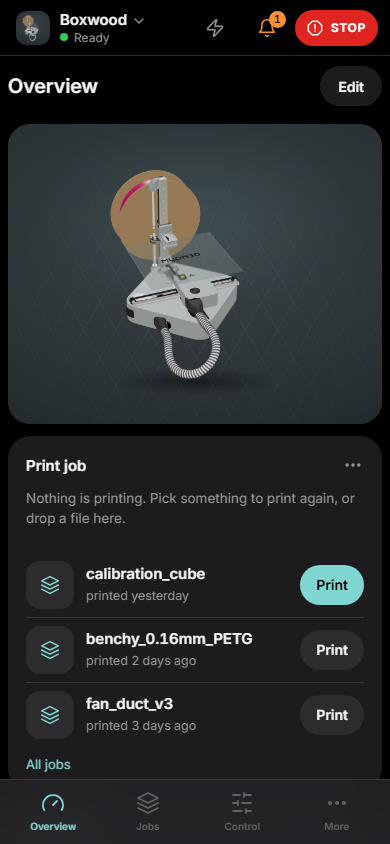 Boxwood
Ready
1
STOP
Overview
Edit
Print job
Nothing is printing. Pick something to print again, or
drop a file here.
calibration_cube
printed yesterday
Print
benchy_0.16mm_PETG
printed 2 days ago
Print
fan_duct_v3
printed 3 days ago
Print
All jobs
Overview
Jobs
Control
More